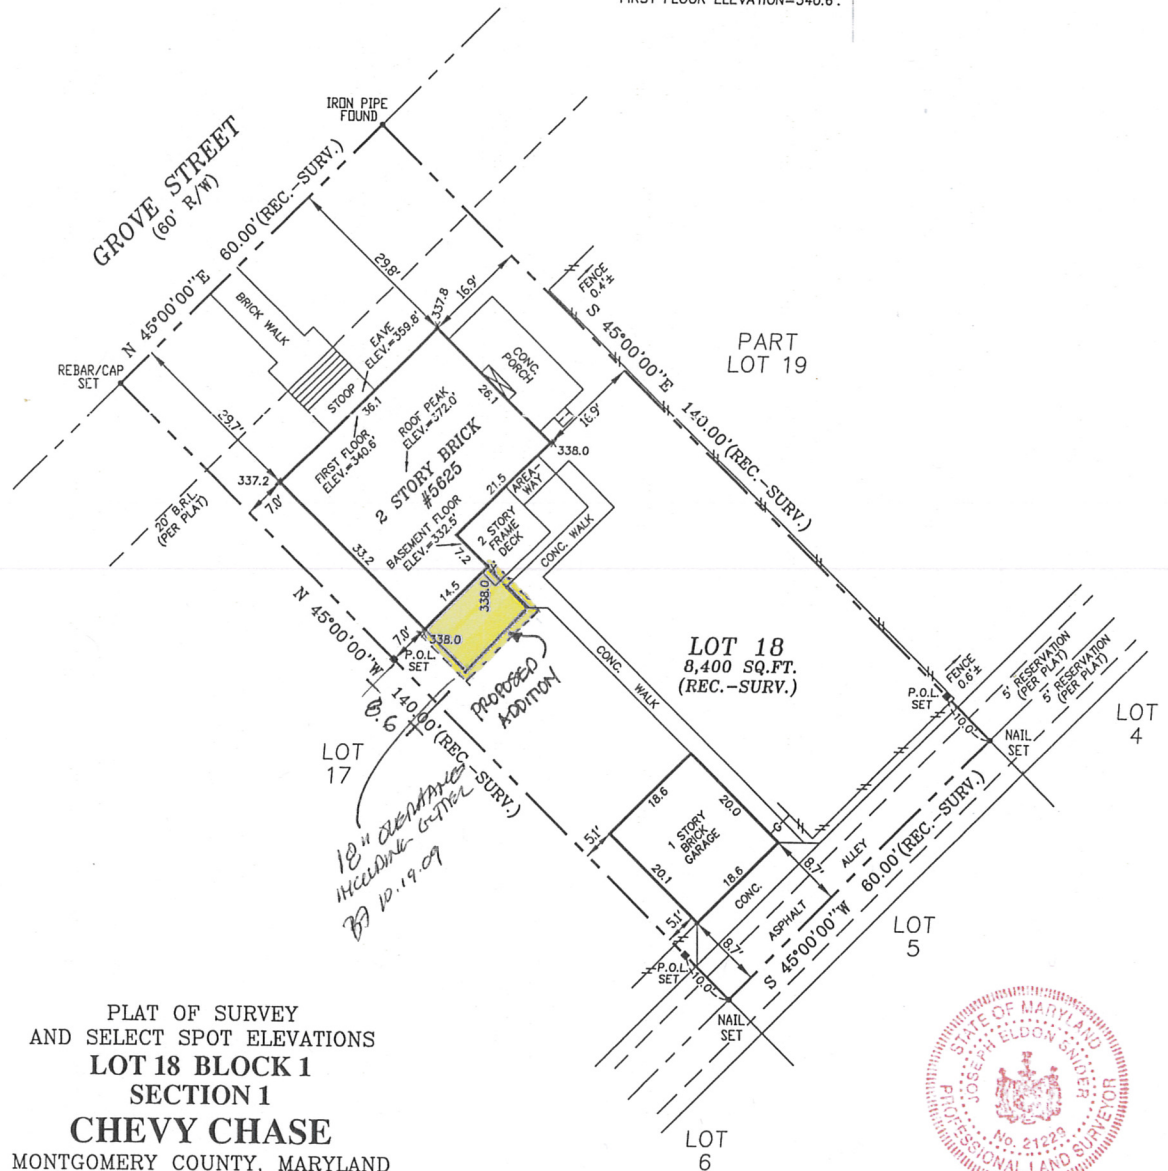 FIRST FLOOR ELEVATION=340.6'.
IRON PIPE
FOUND
GROVE STREET
(60' R/W)
N 45°00'00"E 60.00'(REC.-SURV.)
REBAR/CAP
SET
BRICK WALK
29.8'
16.9'
337.8
EAVE
ELEV.=359.8'
STOOP
36.1
CONC.
PORCH
26.1
FENCE
0.4'±
S 45°00'00"E 140.00'(REC.-SURV.)
PART
LOT 19
29.7'
337.2
7.0'
20' B.R.L.
(PER PLAT)
FIRST FLOOR
ELEV.=340.6'
ROOF PEAK
ELEV.=372.0'
2 STORY BRICK
#5625
16.9'
338.0
21.5
AREA-
WAY
2 STORY
FRAME
DECK
CONC. WALK
BASEMENT FLOOR
ELEV.=332.5'
7.2
33.2
14.5
338.0
338.0
7.0'
P.O.L.
SET
N 45°00'00"W 140.00'(REC.-SURV.)
8.6
PROPOSED
ADDITION
CONC. WALK
LOT 18
8,400 SQ.FT.
(REC.-SURV.)
LOT
17
18" OVERHANG
INCLUDING GUTTER
10.19.09
FENCE
0.6'±
P.O.L.
SET
10.0'
NAIL
SET
5' RESERVATION
(PER PLAT)
5' RESERVATION
(PER PLAT)
LOT
4
18.6
20.0
1 STORY
BRICK
GARAGE
5.1'
20.1
18.6
G
8.7'
CONC.
ALLEY
ASPHALT
S 45°00'00"W 60.00'(REC.-SURV.)
5.1'
8.7'
P.O.L.
SET
10.0'
NAIL
SET
LOT
5
LOT
6
PLAT OF SURVEY
AND SELECT SPOT ELEVATIONS
LOT 18 BLOCK 1
SECTION 1
CHEVY CHASE
MONTGOMERY COUNTY, MARYLAND
STATE OF MARYLAND
JOSEPH ELDON SNIDER
No. 21229
PROFESSIONAL LAND SURVEYOR